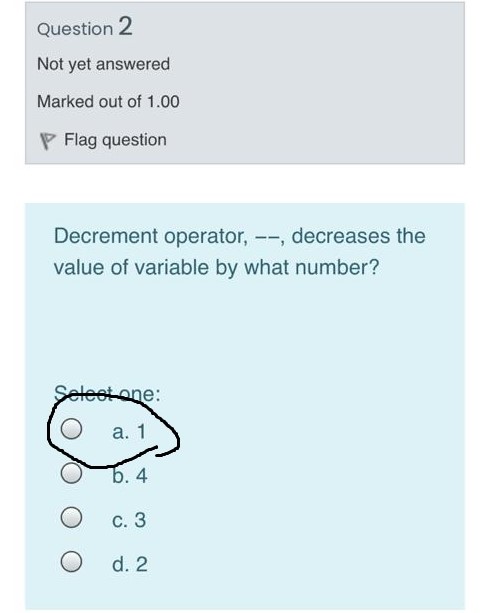 Question 2
Not yet answered
Marked out of 1.00
Flag question
Decrement operator, −−, decreases the
value of variable by what number?
Select one:
a. 1
b. 4
c. 3
d. 2